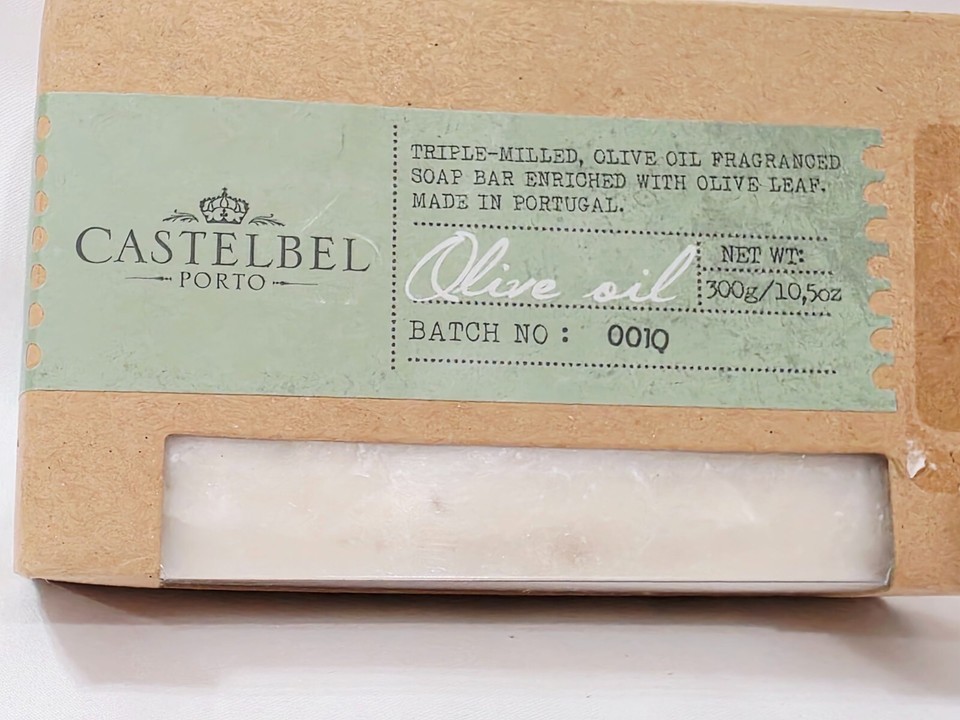 CASTELBEL
PORTO
TRIPLE-MILLED, OLIVE OIL FRAGRANCED
SOAP BAR ENRICHED WITH OLIVE LEAF.
MADE IN PORTUGAL.
Olive oil
NET WT:
300g/10,5oz
BATCH NO : 001Q